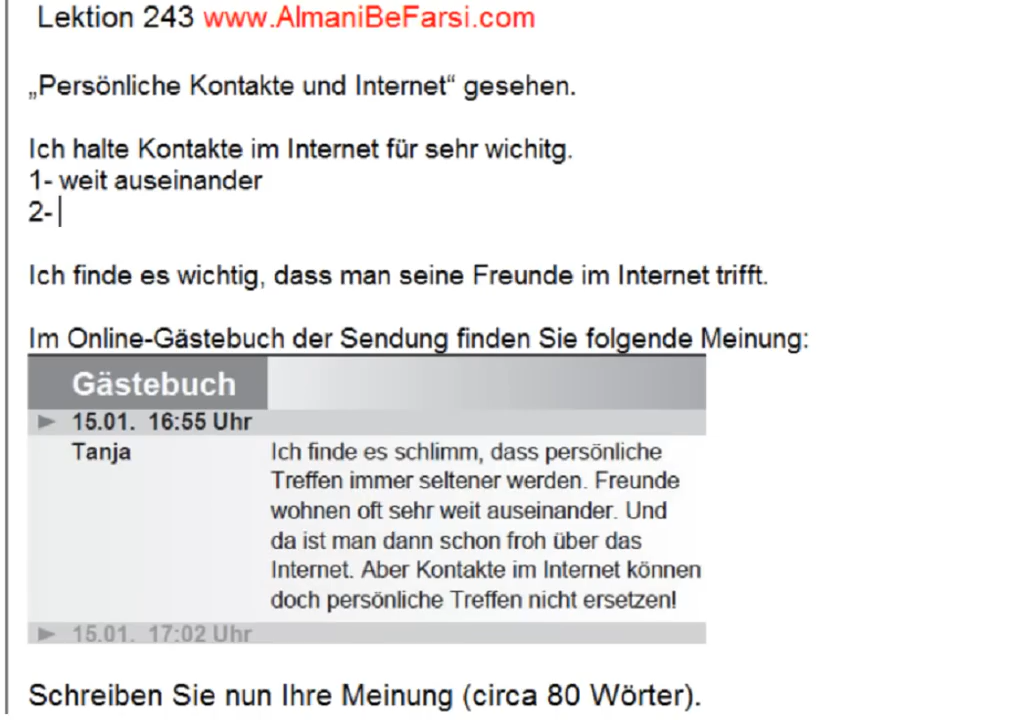 Lektion 243 www.AlmaniBeFarsi.com
„Persönliche Kontakte und Internet“ gesehen.
Ich halte Kontakte im Internet für sehr wichitg.
1- weit auseinander
2-
Ich finde es wichtig, dass man seine Freunde im Internet trifft.
Im Online-Gästebuch der Sendung finden Sie folgende Meinung:
Gästebuch
► 15.01. 16:55 Uhr
Tanja Ich finde es schlimm, dass persönliche
Treffen immer seltener werden. Freunde
wohnen oft sehr weit auseinander. Und
da ist man dann schon froh über das
Internet. Aber Kontakte im Internet können
doch persönliche Treffen nicht ersetzen!
► 15.01. 17:02 Uhr
Schreiben Sie nun Ihre Meinung (circa 80 Wörter).